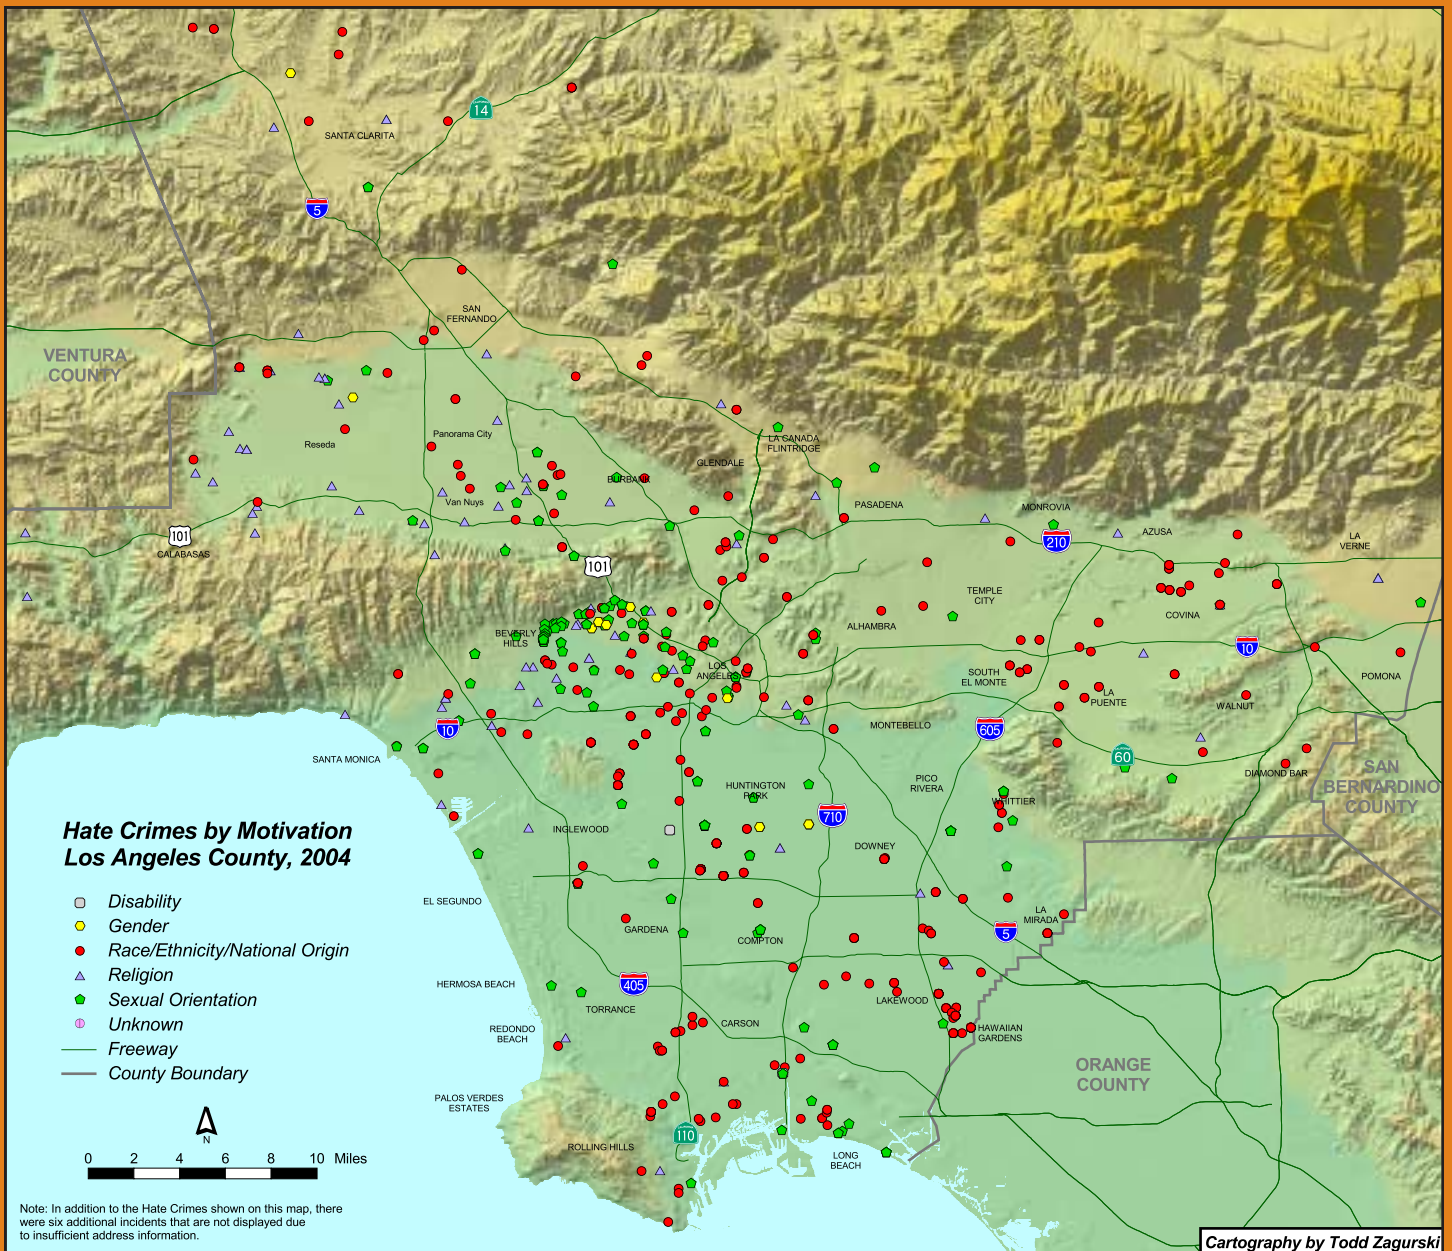 14
SANTA CLARITA
5
SAN
FERNANDO
VENTURA
COUNTY
Reseda
Panorama City
LA CANADA
FLINTRIDGE
GLENDALE
BURBANK
Van Nuys
PASADENA
MONROVIA
101
CALABASAS
210
AZUSA
LA
VERNE
101
TEMPLE
CITY
COVINA
BEVERLY
HILLS
ALHAMBRA
10
LOS
ANGELES
SOUTH
EL MONTE
POMONA
LA
PUENTE
WALNUT
10
MONTEBELLO
605
60
SANTA MONICA
DIAMOND BAR
SAN
BERNARDINO
COUNTY
HUNTINGTON
PARK
PICO
RIVERA
WHITTIER
710
INGLEWOOD
Hate Crimes by Motivation
Los Angeles County, 2004
DOWNEY
Disability
EL SEGUNDO
Gender
GARDENA
COMPTON
LA
MIRADA
5
Race/Ethnicity/National Origin
Religion
HERMOSA BEACH
405
Sexual Orientation
TORRANCE
LAKEWOOD
Unknown
REDONDO
BEACH
CARSON
HAWAIIAN
GARDENS
Freeway
County Boundary
ORANGE
COUNTY
PALOS VERDES
ESTATES
N
110
ROLLING HILLS
LONG
BEACH
0 2 4 6 8 10 Miles
Note: In addition to the Hate Crimes shown on this map, there
were six additional incidents that are not displayed due
to insufficient address information.
Cartography by Todd Zagurski